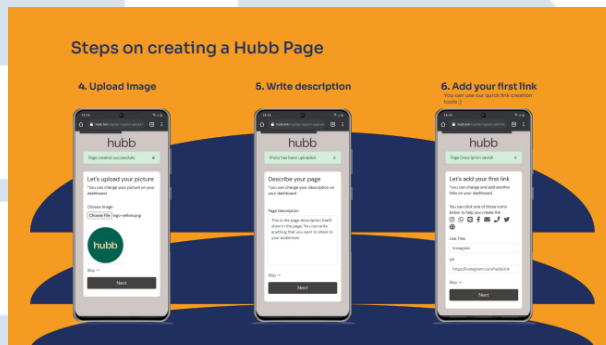 Steps on creating a Hubb Page
4. Upload image
hubb
Page created successfully
Let's upload your picture
*you can change your picture on your
dashboard
Choose image
Choose File logo-yellow.png
hubb
Skip
Next
5. Write description
hubb
Photo has been uploaded.
Describe your page
*you can change your description on
your dashboard
Page Description
This is the page description that'll
show in the page. You can write
anything that you want to share to
your audiences.
Skip
Next
6. Add your first link
You can use our quick link creation
tools ;)
hubb
Page Description saved!
Let's add your first link
*you can change and add another
links on your dashboard
You can click one of these icons
below to help you create link
Link Title
Instagram
Url
Skip
Next